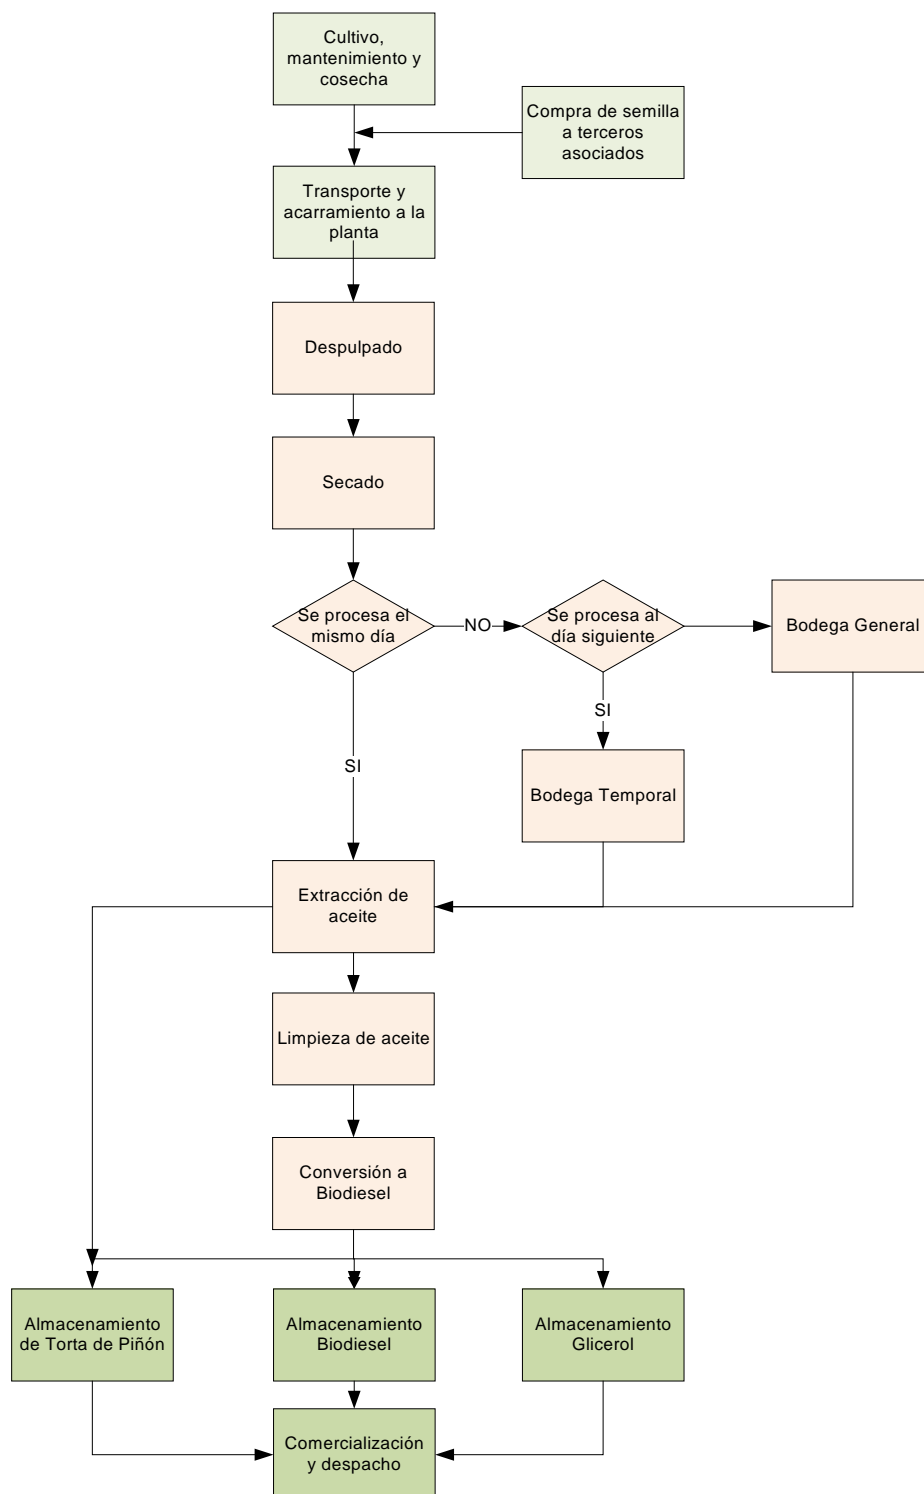 Cultivo,
mantenimiento y
cosecha
Compra de semilla
a terceros
asociados
Transporte y
acarramiento a la
planta
Despulpado
Secado
Se procesa el
mismo día
NO
Se procesa al
día siguiente
Bodega General
SI
Bodega Temporal
SI
Extracción de
aceite
Limpieza de aceite
Conversión a
Biodiesel
Almacenamiento
de Torta de Piñón
Almacenamiento
Biodiesel
Almacenamiento
Glicerol
Comercialización
y despacho